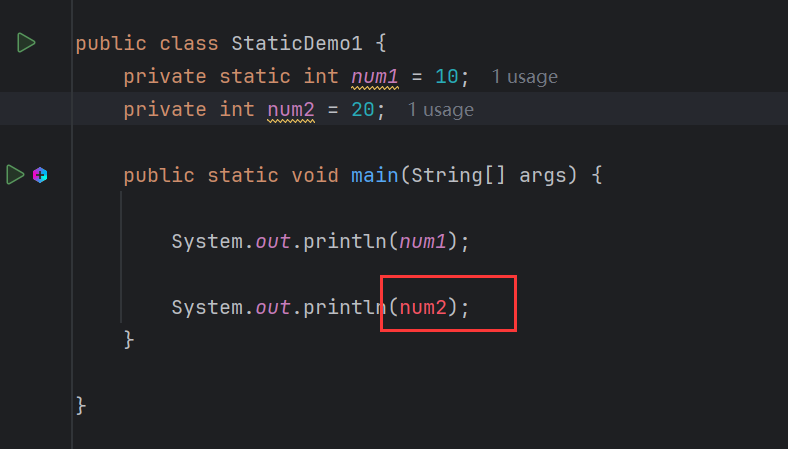 public class StaticDemo1 {
private static int num1 = 10; 1 usage
private int num2 = 20; 1 usage
public static void main(String[] args) {
System.out.println(num1);
System.out.println(num2);
}
}